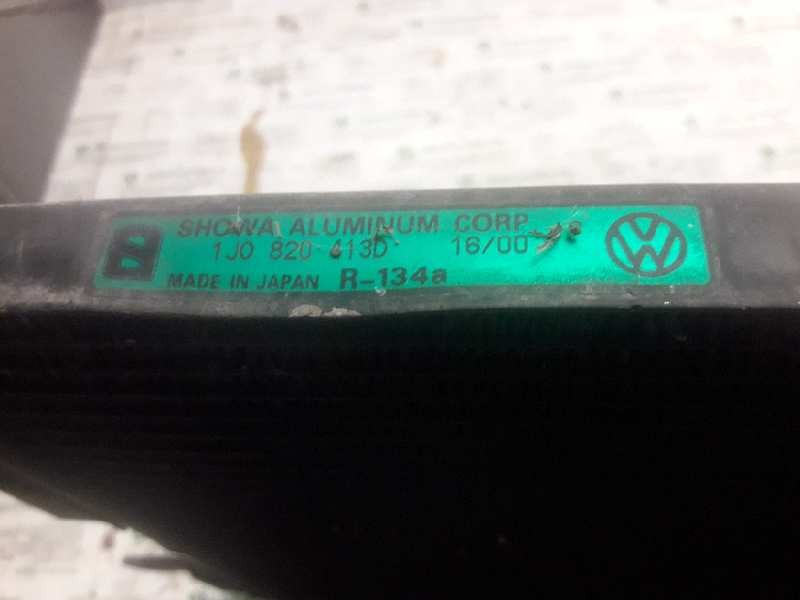 SHOWA ALUMINUM CORP.
1J0 820 413D 16/00
MADE IN JAPAN R-134a